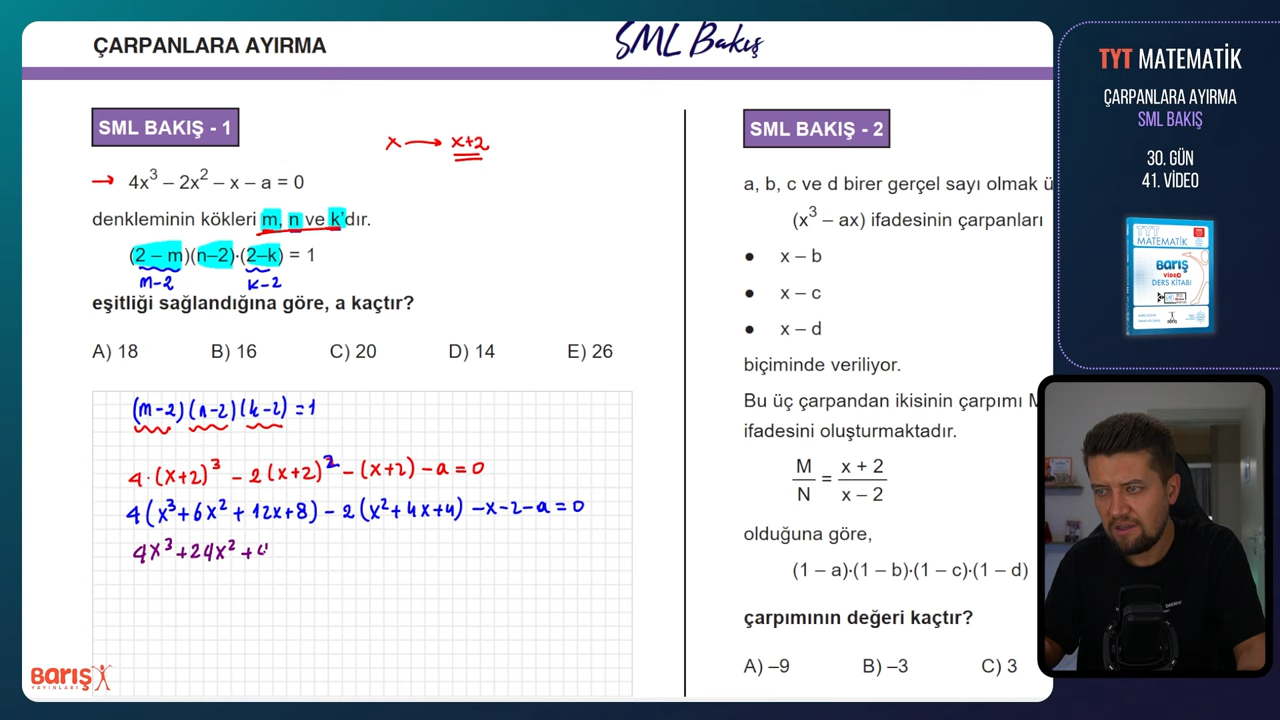 ÇARPANLARA AYIRMA
SML Bakış
SML BAKIŞ - 1
x → x+2
→ 4x³ – 2x² – x – a = 0
denkleminin kökleri m, n ve k'dır.
(2 – m)(n–2)·(2–k) = 1
m-2 k-2
eşitliği sağlandığına göre, a kaçtır?
A) 18 B) 16 C) 20 D) 14 E) 26
(m-2)(n-2)(k-2)=1
4·(x+2)³ - 2(x+2)² - (x+2) - a = 0
4(x³+6x²+12x+8) - 2(x²+4x+4) -x-2-a=0
4x³+24x²+
SML BAKIŞ - 2
a, b, c ve d birer gerçel sayı olmak ü
(x³ – ax) ifadesinin çarpanları
● x – b
● x – c
● x – d
biçiminde veriliyor.
Bu üç çarpandan ikisinin çarpımı M
ifadesini oluşturmaktadır.
M/N = x + 2/x – 2
olduğuna göre,
(1 – a)·(1 – b)·(1 – c)·(1 – d)
çarpımının değeri kaçtır?
A) –9 B) –3 C) 3
BARIŞ
YAYINLARI
TYT MATEMATİK
ÇARPANLARA AYIRMA
SML BAKIŞ
30. GÜN
41. VİDEO
TYT
MATEMATİK
BARIŞ
VİDEO
DERS KİTABI